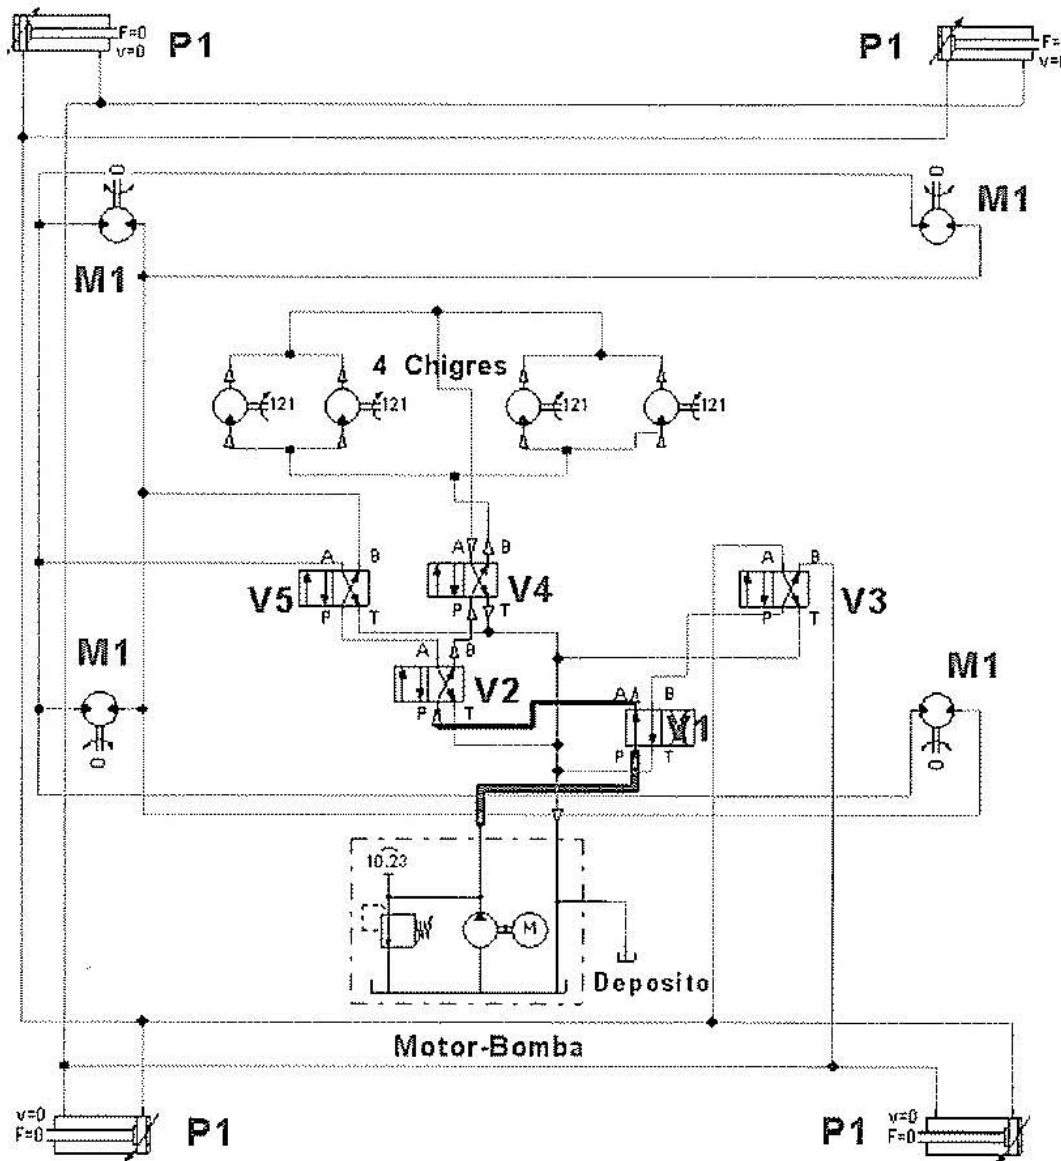 F=0
v=0
P1
P1
F=
v=
M1
M1
4 Chigres
121
121
121
121
A B
A B
A B
V5
V4
V3
P T
P T
P T
M1
A B
M1
V2
A B
P T
V1
P T
10.23
M
Deposito
Motor-Bomba
v=0
F=0
P1
P1
v=0
F=0